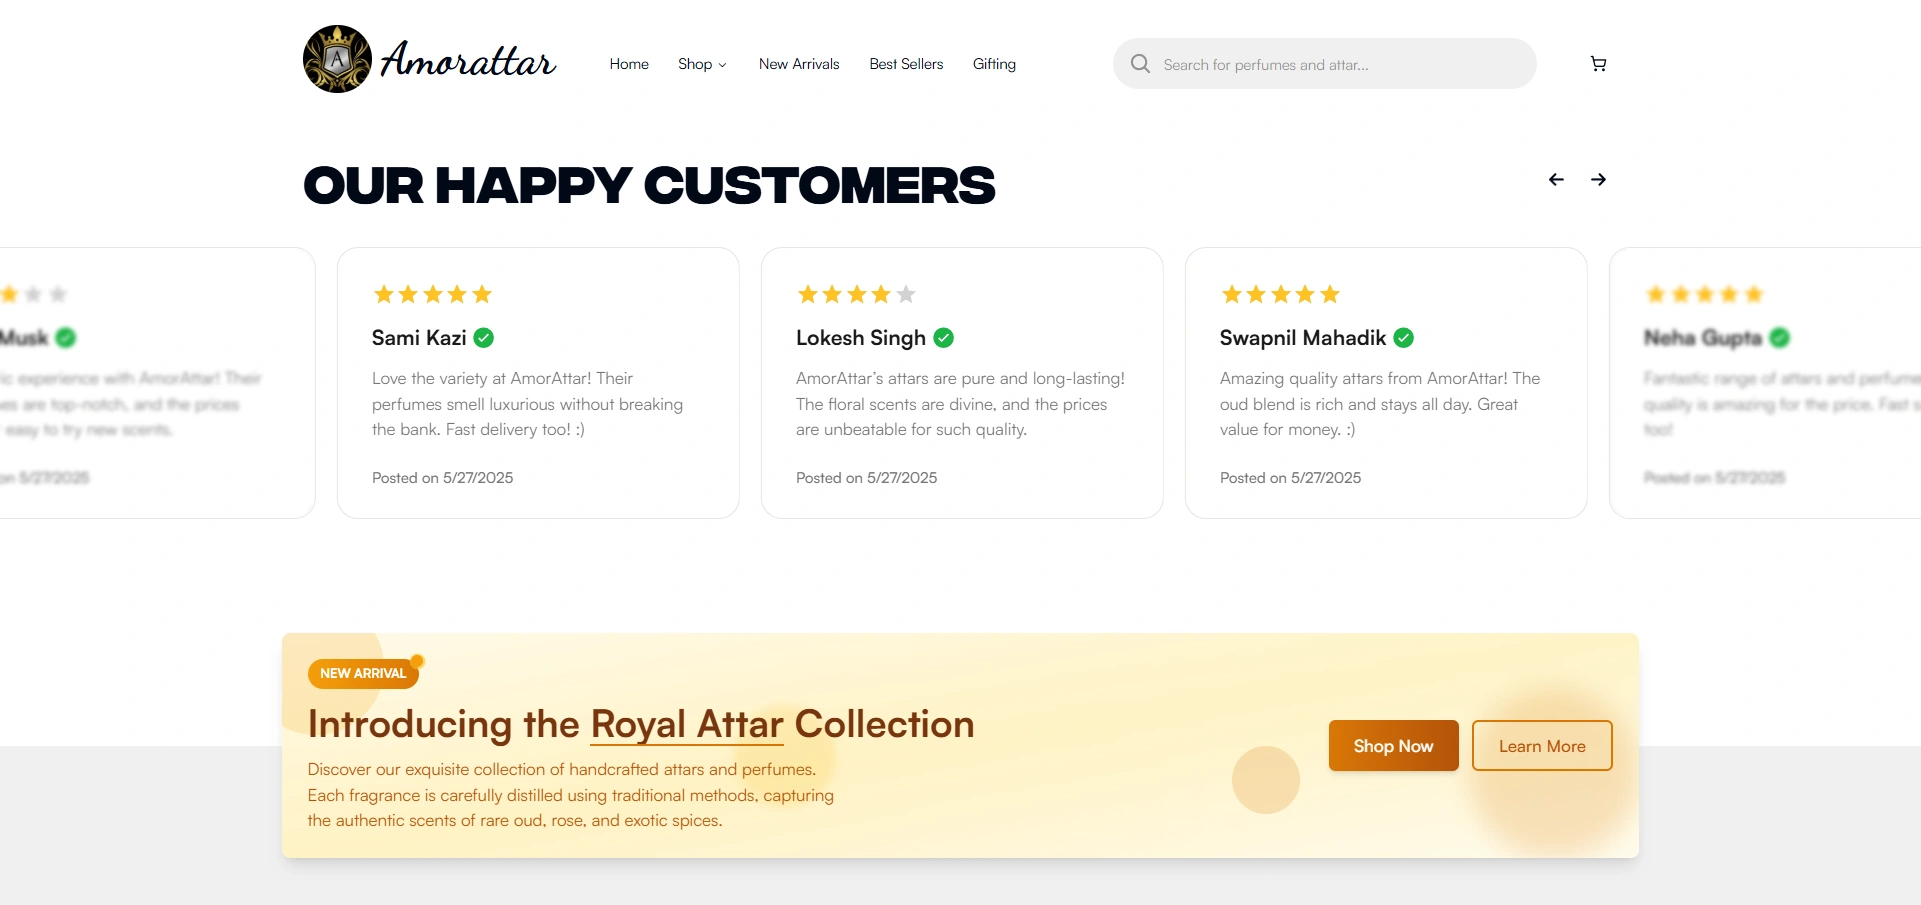 Amorattar
Home
Shop
New Arrivals
Best Sellers
Gifting
Search for perfumes and attar...
OUR HAPPY CUSTOMERS
Musk
ic experience with AmorAttar! Their
es are top-notch, and the prices
easy to try new scents.
on 5/27/2025
Sami Kazi
Love the variety at AmorAttar! Their
perfumes smell luxurious without breaking
the bank. Fast delivery too! :)
Posted on 5/27/2025
Lokesh Singh
AmorAttar's attars are pure and long-lasting!
The floral scents are divine, and the prices
are unbeatable for such quality.
Posted on 5/27/2025
Swapnil Mahadik
Amazing quality attars from AmorAttar! The
oud blend is rich and stays all day. Great
value for money. :)
Posted on 5/27/2025
Neha Gupta
Fantastic range of attars and perfume
quality is amazing for the price. Fast s
too!
Posted on 5/27/2025
NEW ARRIVAL
Introducing the Royal Attar Collection
Discover our exquisite collection of handcrafted attars and perfumes.
Each fragrance is carefully distilled using traditional methods, capturing
the authentic scents of rare oud, rose, and exotic spices.
Shop Now
Learn More